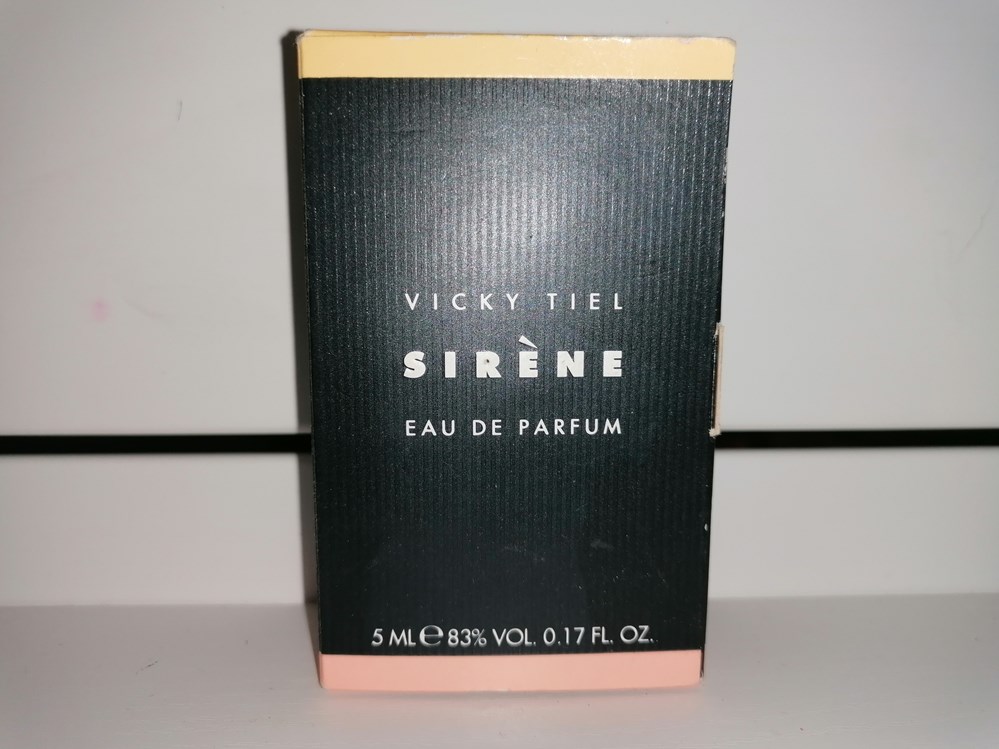 VICKY TIEL
SIRÈNE
EAU DE PARFUM
5 ML ℮ 83% VOL. 0.17 FL. OZ.